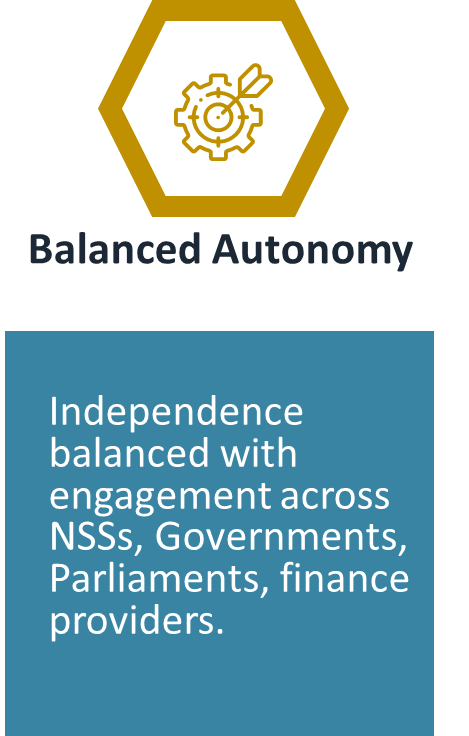 Balanced Autonomy
Independence
balanced with
engagement across
NSSs, Governments,
Parliaments, finance
providers.